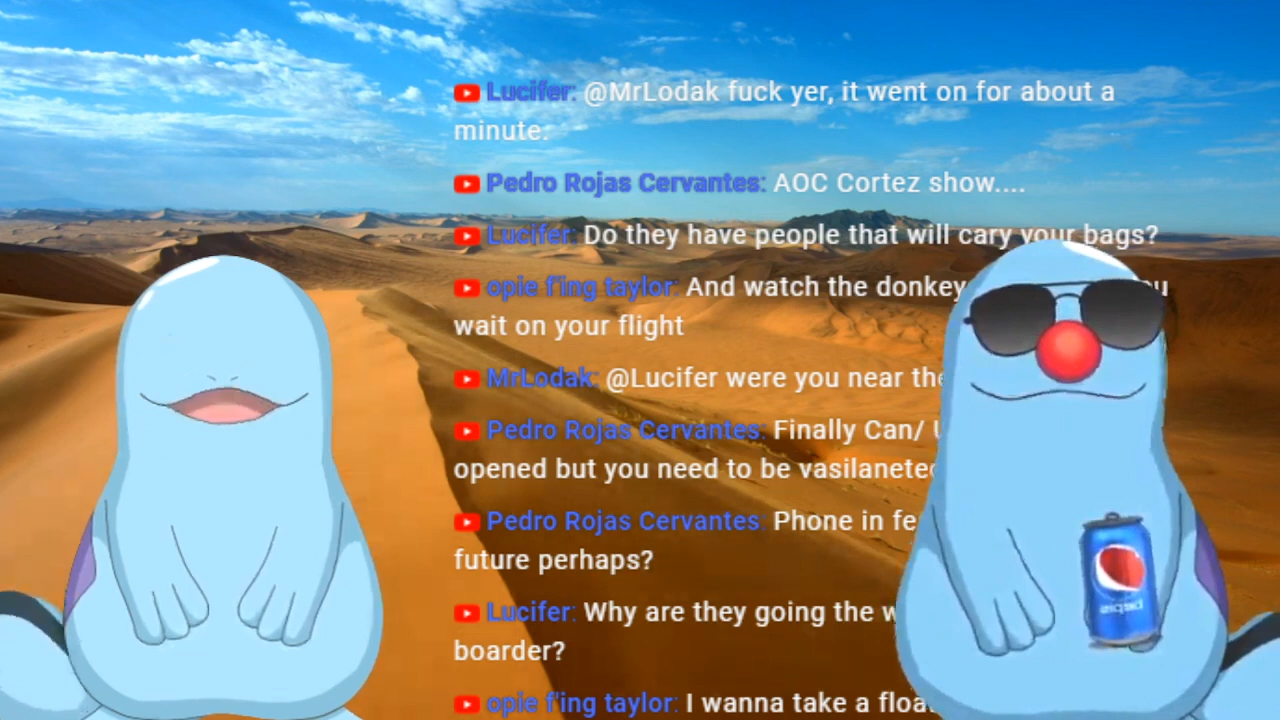 Lucifer: @MrLodak fuck yer, it went on for about a
minute.
Pedro Rojas Cervantes: AOC Cortez show....
Lucifer: Do they have people that will cary your bags?
opie f'ing taylor: And watch the donkey
wait on your flight
MrLodak: @Lucifer were you near the
Pedro Rojas Cervantes: Finally Can/
opened but you need to be vasilaneted
Pedro Rojas Cervantes: Phone in
future perhaps?
Lucifer: Why are they going the
boarder?
opie f'ing taylor: I wanna take a